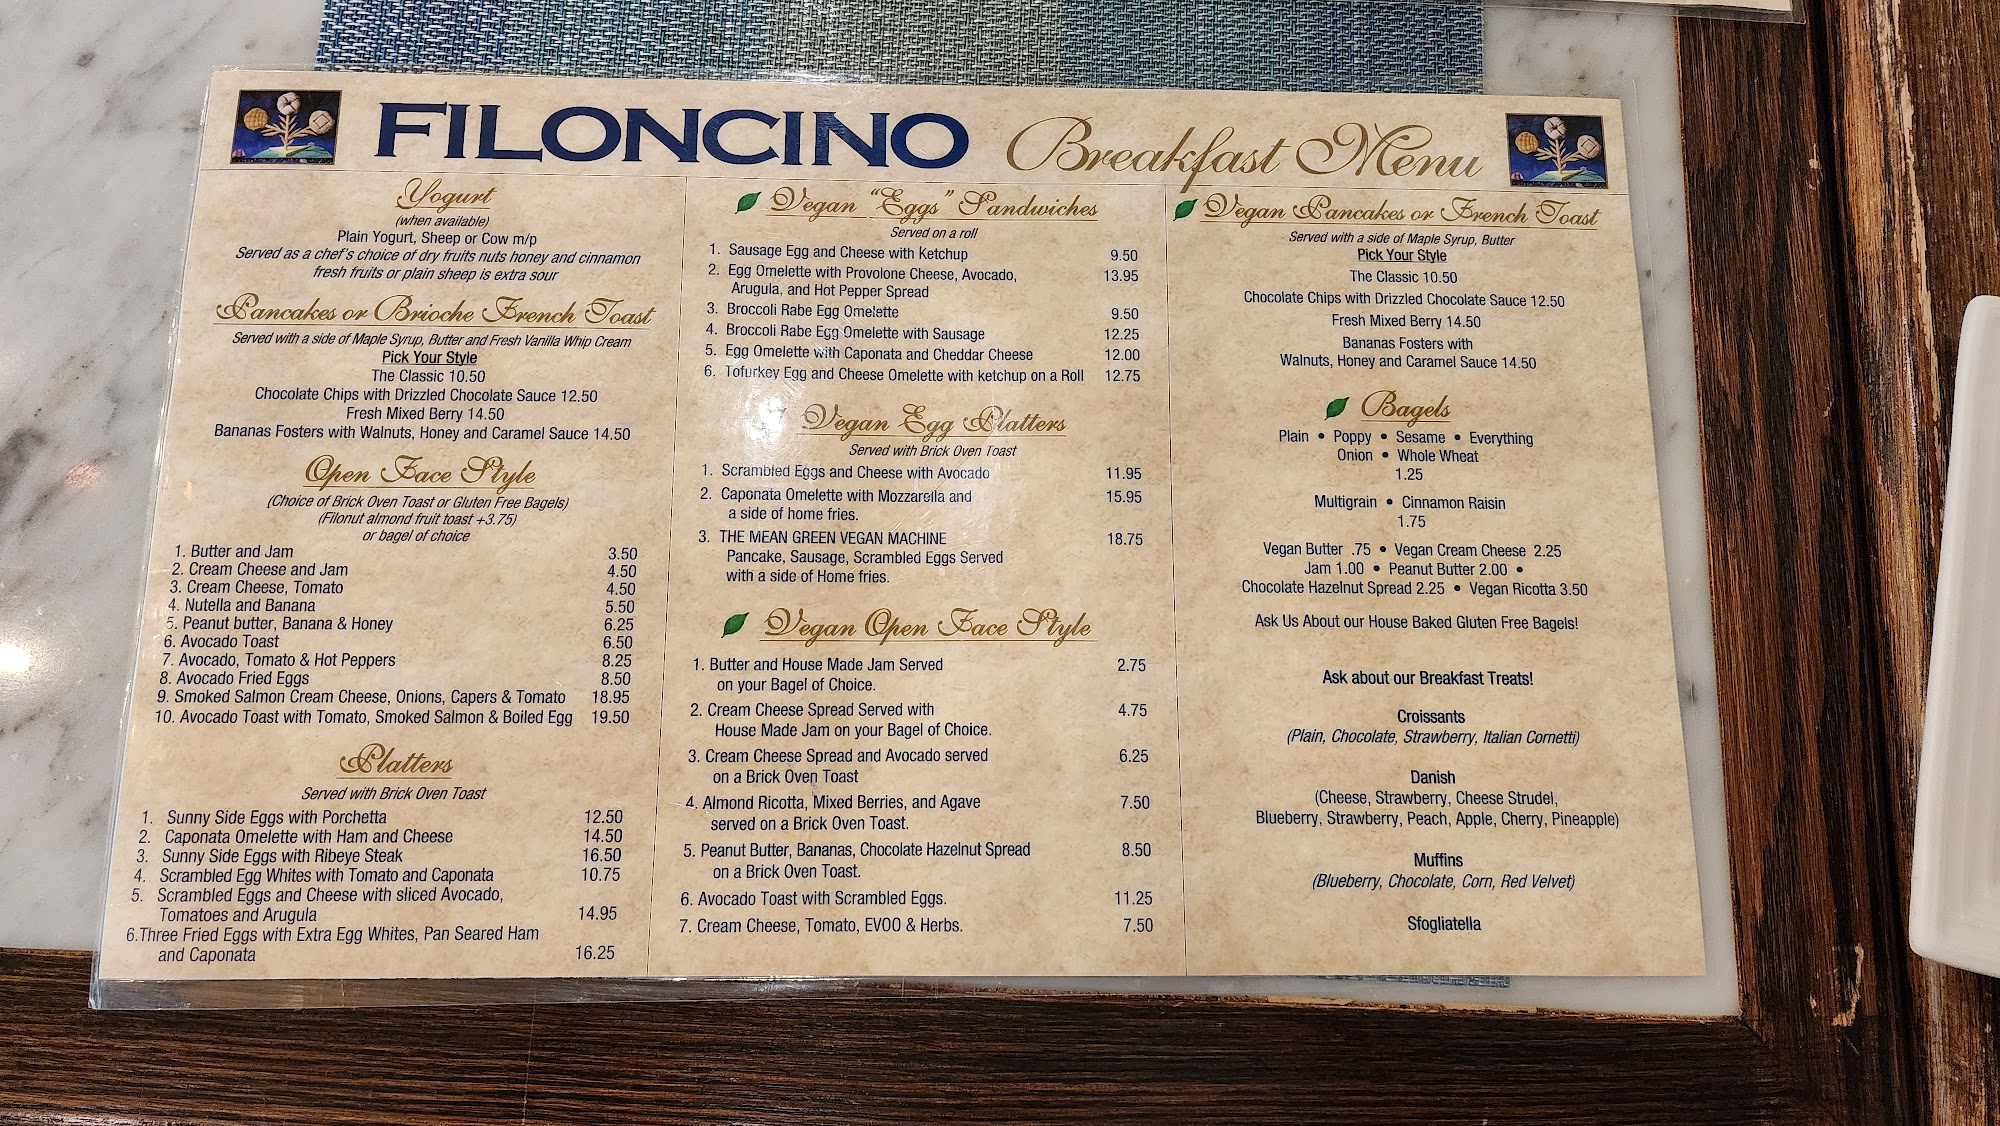 FILONCINO Breakfast Menu
Yogurt
(when available)
Plain Yogurt, Sheep or Cow m/p
Served as a chef's choice of dry fruits nuts honey and cinnamon
fresh fruits or plain sheep is extra sour
Pancakes or Brioche French Toast
Served with a side of Maple Syrup, Butter and Fresh Vanilla Whip Cream
Pick Your Style
The Classic 10.50
Chocolate Chips with Drizzled Chocolate Sauce 12.50
Fresh Mixed Berry 14.50
Bananas Fosters with Walnuts, Honey and Caramel Sauce 14.50
Open Face Style
(Choice of Brick Oven Toast or Gluten Free Bagels)
(Filonut almond fruit toast +3.75)
or bagel of choice
1. Butter and Jam 3.50
2. Cream Cheese and Jam 4.50
3. Cream Cheese, Tomato 4.50
4. Nutella and Banana 5.50
5. Peanut butter, Banana & Honey 6.25
6. Avocado Toast 6.50
7. Avocado, Tomato & Hot Peppers 8.25
8. Avocado Fried Eggs 8.50
9. Smoked Salmon Cream Cheese, Onions, Capers & Tomato 18.95
10. Avocado Toast with Tomato, Smoked Salmon & Boiled Egg 19.50
Platters
Served with Brick Oven Toast
1. Sunny Side Eggs with Porchetta 12.50
2. Caponata Omelette with Ham and Cheese 14.50
3. Sunny Side Eggs with Ribeye Steak 16.50
4. Scrambled Egg Whites with Tomato and Caponata 10.75
5. Scrambled Eggs and Cheese with sliced Avocado,
Tomatoes and Arugula 14.95
6.Three Fried Eggs with Extra Egg Whites, Pan Seared Ham
and Caponata 16.25
Vegan "Eggs" Sandwiches
Served on a roll
1. Sausage Egg and Cheese with Ketchup 9.50
2. Egg Omelette with Provolone Cheese, Avocado, 13.95
Arugula, and Hot Pepper Spread
3. Broccoli Rabe Egg Omelette 9.50
4. Broccoli Rabe Egg Omelette with Sausage 12.25
5. Egg Omelette with Caponata and Cheddar Cheese 12.00
6. Tofurkey Egg and Cheese Omelette with ketchup on a Roll 12.75
Vegan Egg Platters
Served with Brick Oven Toast
1. Scrambled Eggs and Cheese with Avocado 11.95
2. Caponata Omelette with Mozzarella and 15.95
a side of home fries.
3. THE MEAN GREEN VEGAN MACHINE 18.75
Pancake, Sausage, Scrambled Eggs Served
with a side of Home fries.
Vegan Open Face Style
1. Butter and House Made Jam Served 2.75
on your Bagel of Choice.
2. Cream Cheese Spread Served with 4.75
House Made Jam on your Bagel of Choice.
3. Cream Cheese Spread and Avocado served 6.25
on a Brick Oven Toast
4. Almond Ricotta, Mixed Berries, and Agave 7.50
served on a Brick Oven Toast.
5. Peanut Butter, Bananas, Chocolate Hazelnut Spread 8.50
on a Brick Oven Toast.
6. Avocado Toast with Scrambled Eggs. 11.25
7. Cream Cheese, Tomato, EVOO & Herbs. 7.50
Vegan Pancakes or French Toast
Served with a side of Maple Syrup, Butter
Pick Your Style
The Classic 10.50
Chocolate Chips with Drizzled Chocolate Sauce 12.50
Fresh Mixed Berry 14.50
Bananas Fosters with
Walnuts, Honey and Caramel Sauce 14.50
Bagels
Plain • Poppy • Sesame • Everything
Onion • Whole Wheat
1.25
Multigrain • Cinnamon Raisin
1.75
Vegan Butter .75 • Vegan Cream Cheese 2.25
Jam 1.00 • Peanut Butter 2.00 •
Chocolate Hazelnut Spread 2.25 • Vegan Ricotta 3.50
Ask Us About our House Baked Gluten Free Bagels!
Ask about our Breakfast Treats!
Croissants
(Plain, Chocolate, Strawberry, Italian Cornetti)
Danish
(Cheese, Strawberry, Cheese Strudel,
Blueberry, Strawberry, Peach, Apple, Cherry, Pineapple)
Muffins
(Blueberry, Chocolate, Corn, Red Velvet)
Sfogliatella